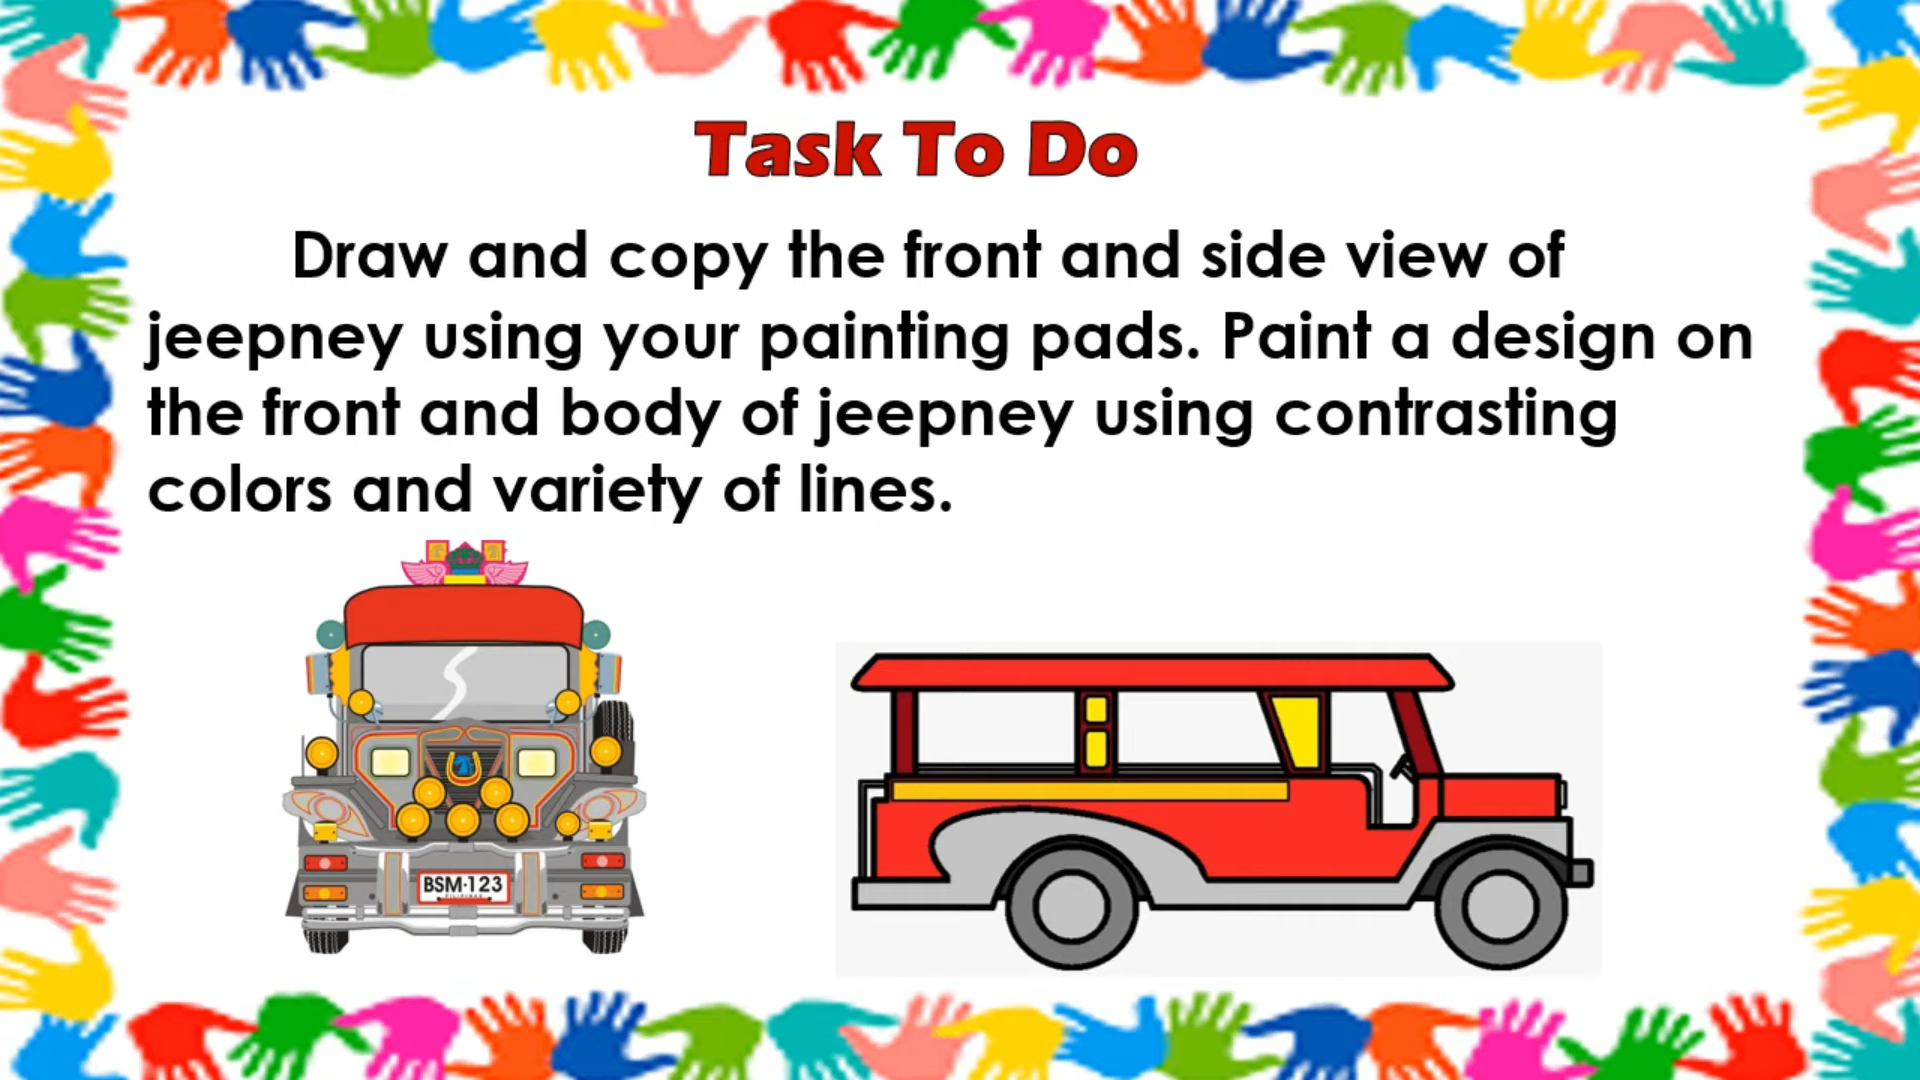 Task To Do
Draw and copy the front and side view of
jeepney using your painting pads. Paint a design on
the front and body of jeepney using contrasting
colors and variety of lines.
BSM·123